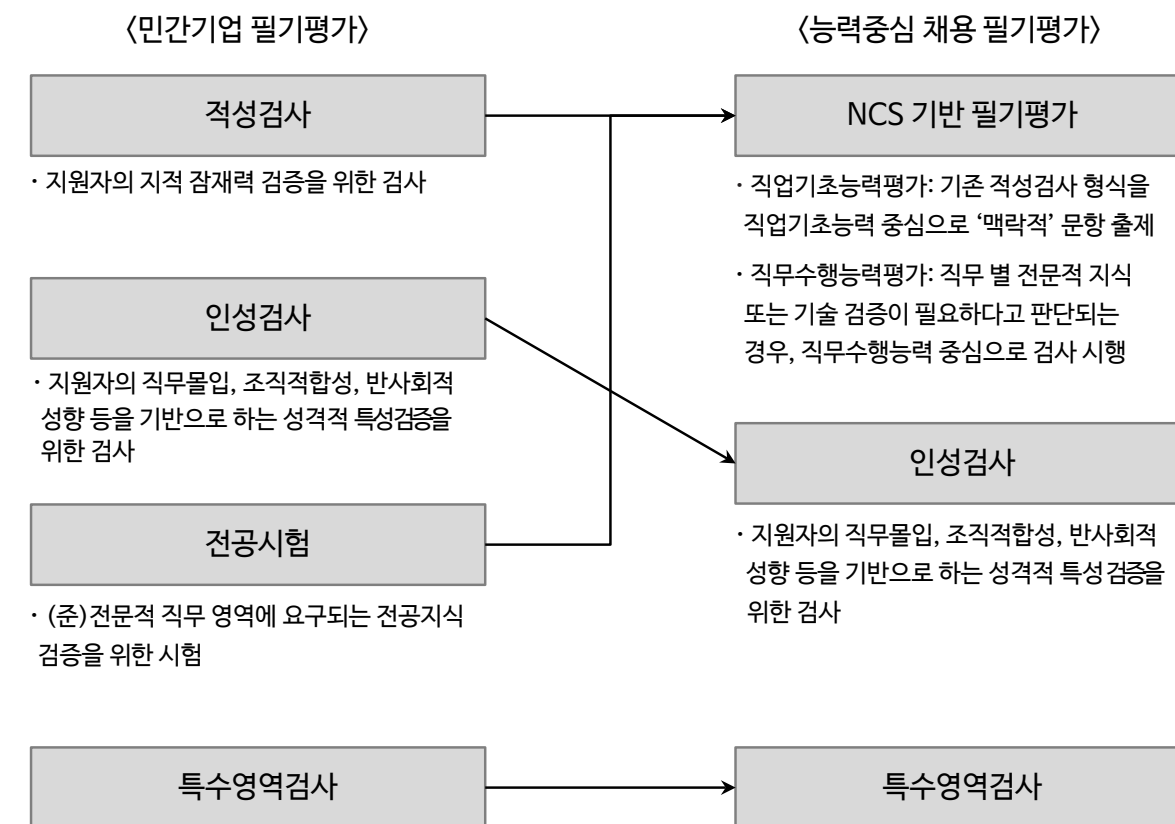 〈민간기업 필기평가〉
적성검사
· 지원자의 지적 잠재력 검증을 위한 검사
인성검사
· 지원자의 직무몰입, 조직적합성, 반사회적
성향 등을 기반으로 하는 성격적 특성검증을
위한 검사
전공시험
· (준)전문적 직무 영역에 요구되는 전공지식
검증을 위한 시험
특수영역검사
〈능력중심 채용 필기평가〉
NCS 기반 필기평가
· 직업기초능력평가: 기존 적성검사 형식을
직업기초능력 중심으로 ‘맥락적’ 문항 출제
· 직무수행능력평가: 직무 별 전문적 지식
또는 기술 검증이 필요하다고 판단되는
경우, 직무수행능력 중심으로 검사 시행
인성검사
· 지원자의 직무몰입, 조직적합성, 반사회적
성향 등을 기반으로 하는 성격적 특성검증을
위한 검사
특수영역검사